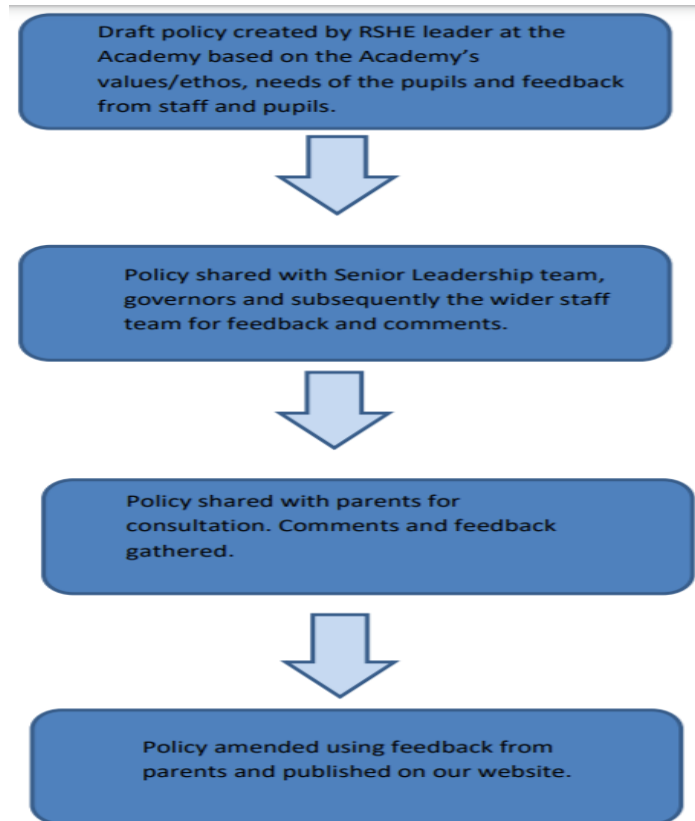 Draft policy created by RSHE leader at the
Academy based on the Academy’s
values/ethos, needs of the pupils and feedback
from staff and pupils.
Policy shared with Senior Leadership team,
governors and subsequently the wider staff
team for feedback and comments.
Policy shared with parents for
consultation. Comments and feedback
gathered.
Policy amended using feedback from
parents and published on our website.